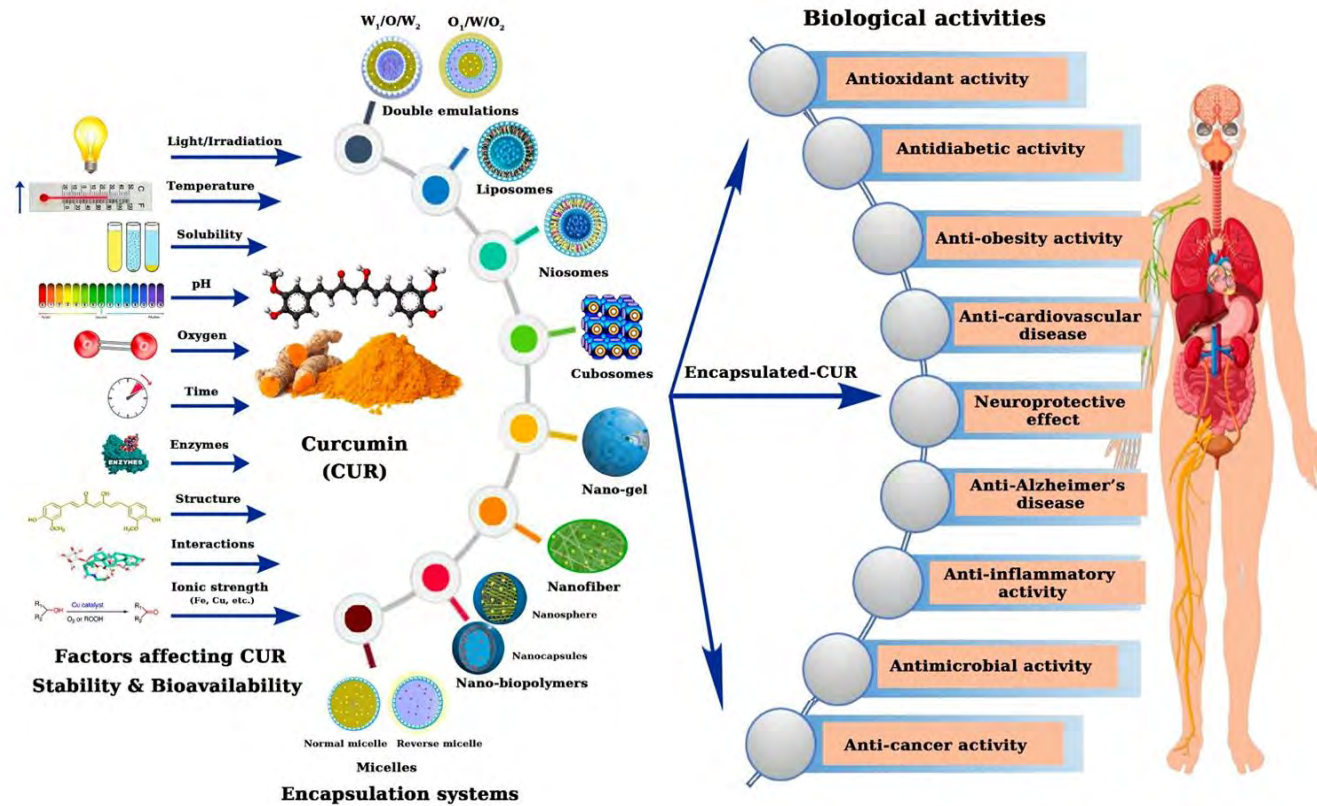 W₁/O/W₂
O₁/W/O₂
Double emulations
Light/Irradiation
Temperature
Solubility
pH
Oxygen
Time
Enzymes
ENZYMES
Structure
Interactions
Ionic strength
(Fe, Cu, etc.)
Cu catalyst
O₂ or ROOH
Factors affecting CUR
Stability & Bioavailability
Curcumin
(CUR)
Liposomes
Niosomes
Cubosomes
Nano-gel
Nanofiber
Nanosphere
Nanocapsules
Nano-biopolymers
Normal micelle
Reverse micelle
Micelles
Encapsulation systems
Encapsulated-CUR
Biological activities
Antioxidant activity
Antidiabetic activity
Anti-obesity activity
Anti-cardiovascular
disease
Neuroprotective
effect
Anti-Alzheimer's
disease
Anti-inflammatory
activity
Antimicrobial activity
Anti-cancer activity